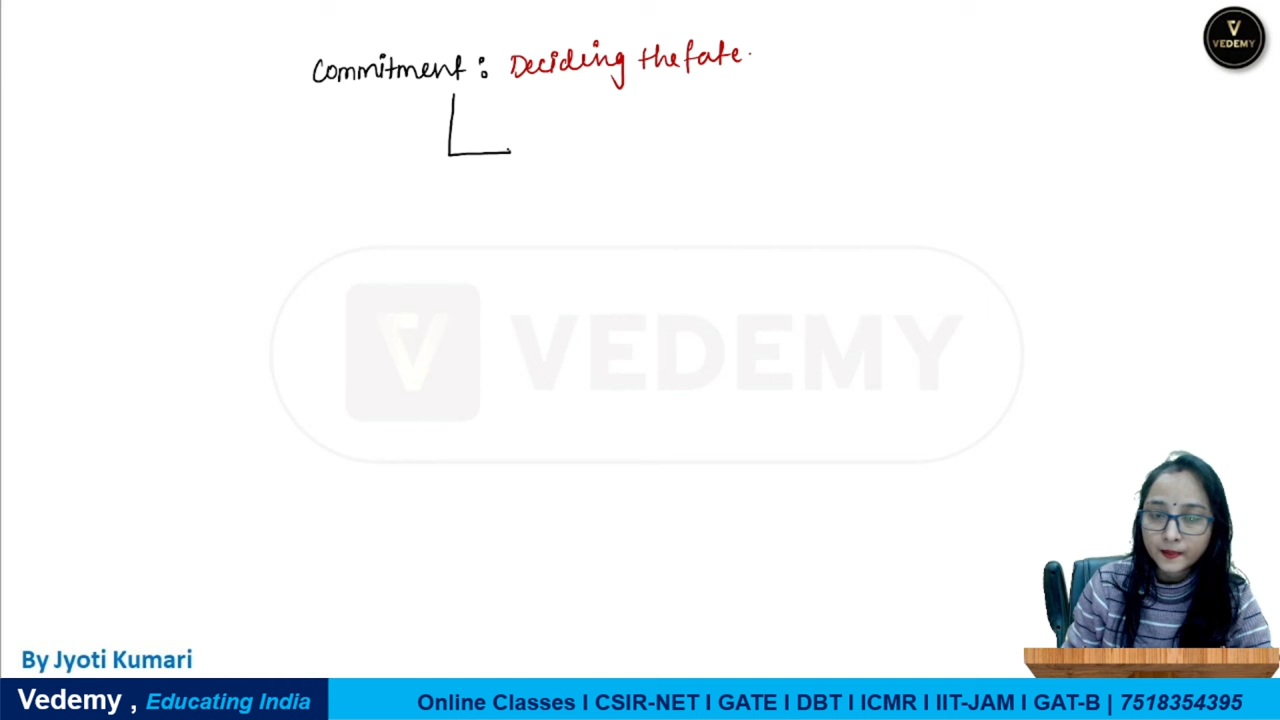 VEDEMY
Commitment : Deciding the fate.
VEDEMY
By Jyoti Kumari
Vedemy , Educating India
Online Classes I CSIR-NET I GATE I DBT I ICMR I IIT-JAM I GAT-B | 7518354395